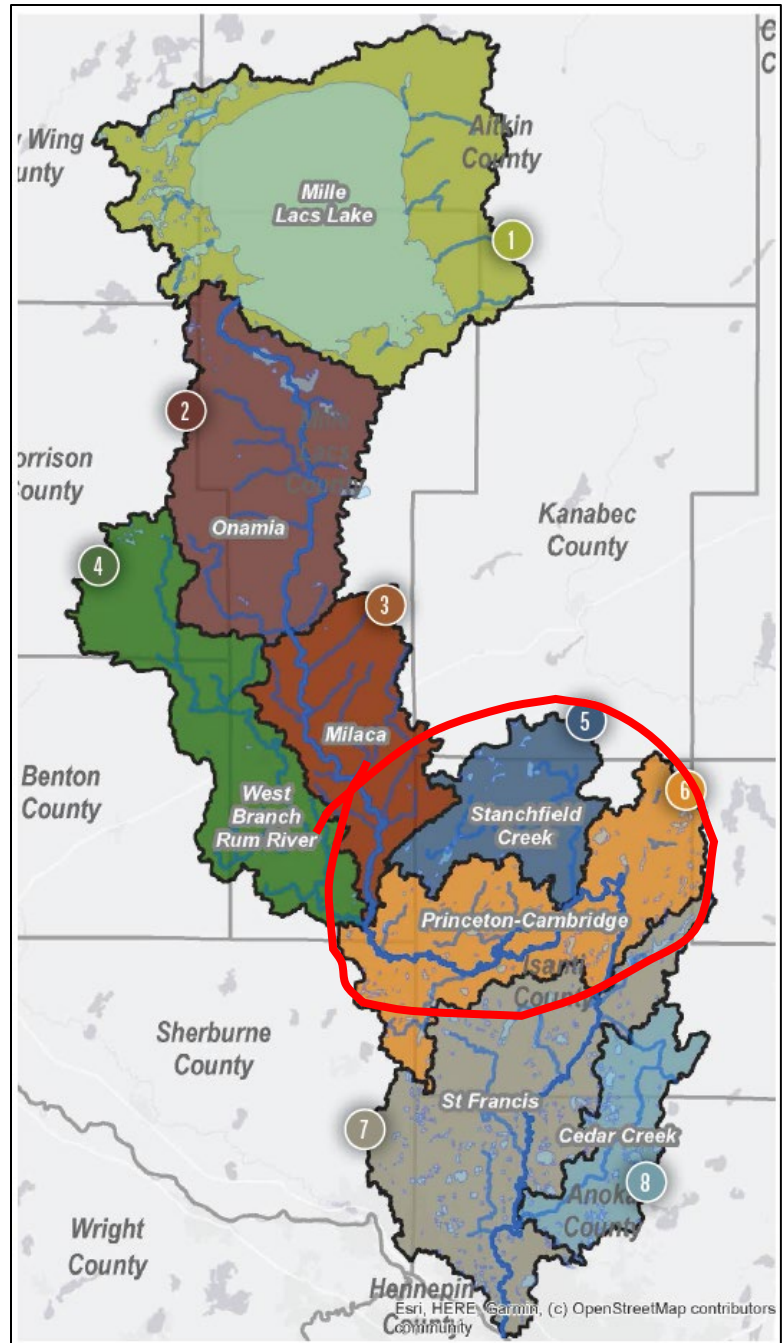 C
C
Aitkin
County
Wing
unty
Mille
Lacs Lake
1
2
Lacs
County
orrison
County
Onamia
Kanabec
County
4
3
Milaca
5
Benton
County
West
Branch
Rum River
Stanchfield
Creek
6
Princeton-Cambridge
Isanti
County
Sherburne
County
St Francis
7
Cedar Creek
8
Anoka
County
Wright
County
Hennepin
County
Esri, HERE, Garmin, (c) OpenStreetMap contributors
community